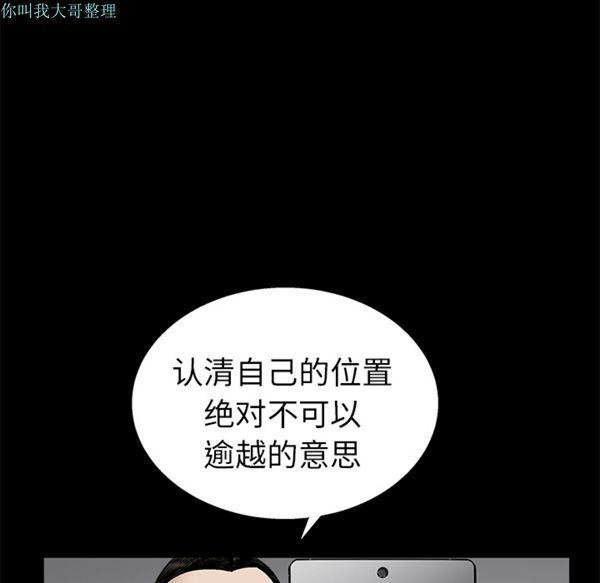 你叫我大哥整理
认清自己的位置
绝对不可以
逾越的意思